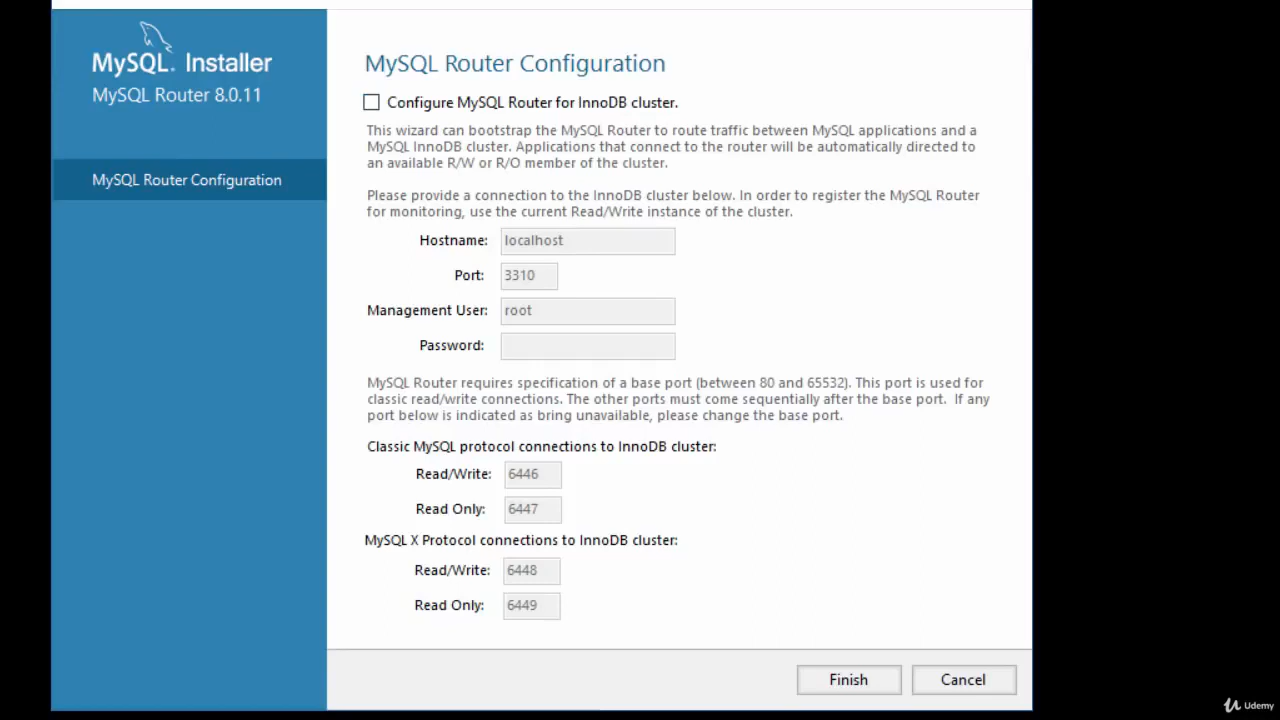 MySQL Installer
MySQL Router 8.0.11
MySQL Router Configuration
MySQL Router Configuration
Configure MySQL Router for InnoDB cluster.
This wizard can bootstrap the MySQL Router to route traffic between MySQL applications and a
MySQL InnoDB cluster. Applications that connect to the router will be automatically directed to
an available R/W or R/O member of the cluster.
Please provide a connection to the InnoDB cluster below. In order to register the MySQL Router
for monitoring, use the current Read/Write instance of the cluster.
Hostname: localhost
Port: 3310
Management User: root
Password:
MySQL Router requires specification of a base port (between 80 and 65532). This port is used for
classic read/write connections. The other ports must come sequentially after the base port. If any
port below is indicated as bring unavailable, please change the base port.
Classic MySQL protocol connections to InnoDB cluster:
Read/Write: 6446
Read Only: 6447
MySQL X Protocol connections to InnoDB cluster:
Read/Write: 6448
Read Only: 6449
Finish Cancel
Udemy